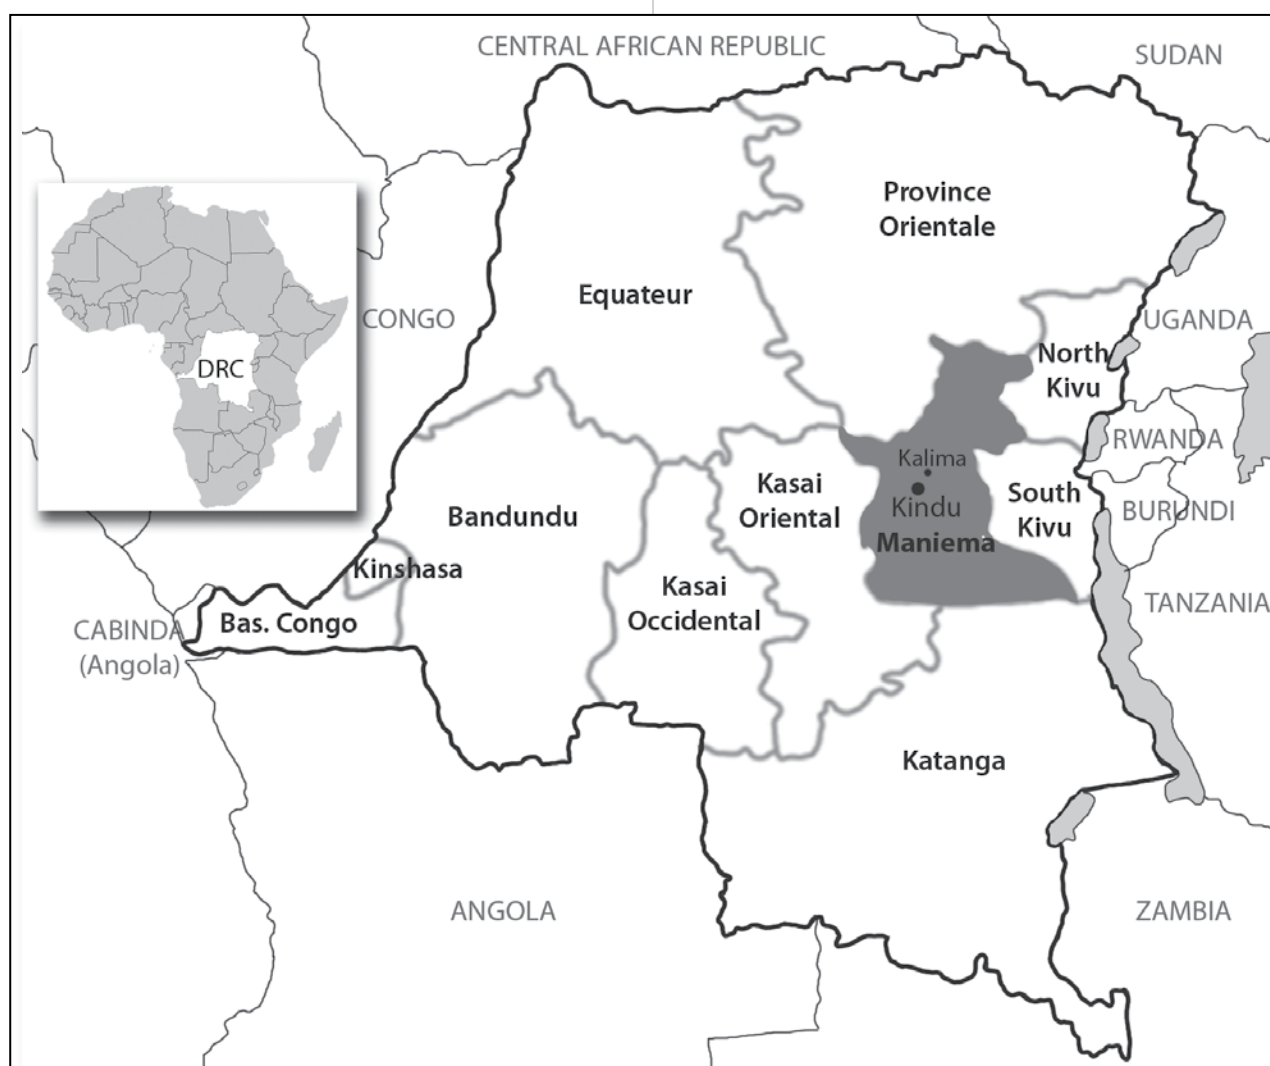 CENTRAL AFRICAN REPUBLIC
SUDAN
Province
Orientale
Equateur
CONGO
UGANDA
DRC
North
Kivu
RWANDA
Kalima
Kasai
Oriental
South
Kivu
Kindu
BURUNDI
Bandundu
Maniema
Kinshasa
Kasai
Occidental
TANZANIA
Bas. Congo
CABINDA
(Angola)
Katanga
ANGOLA
ZAMBIA